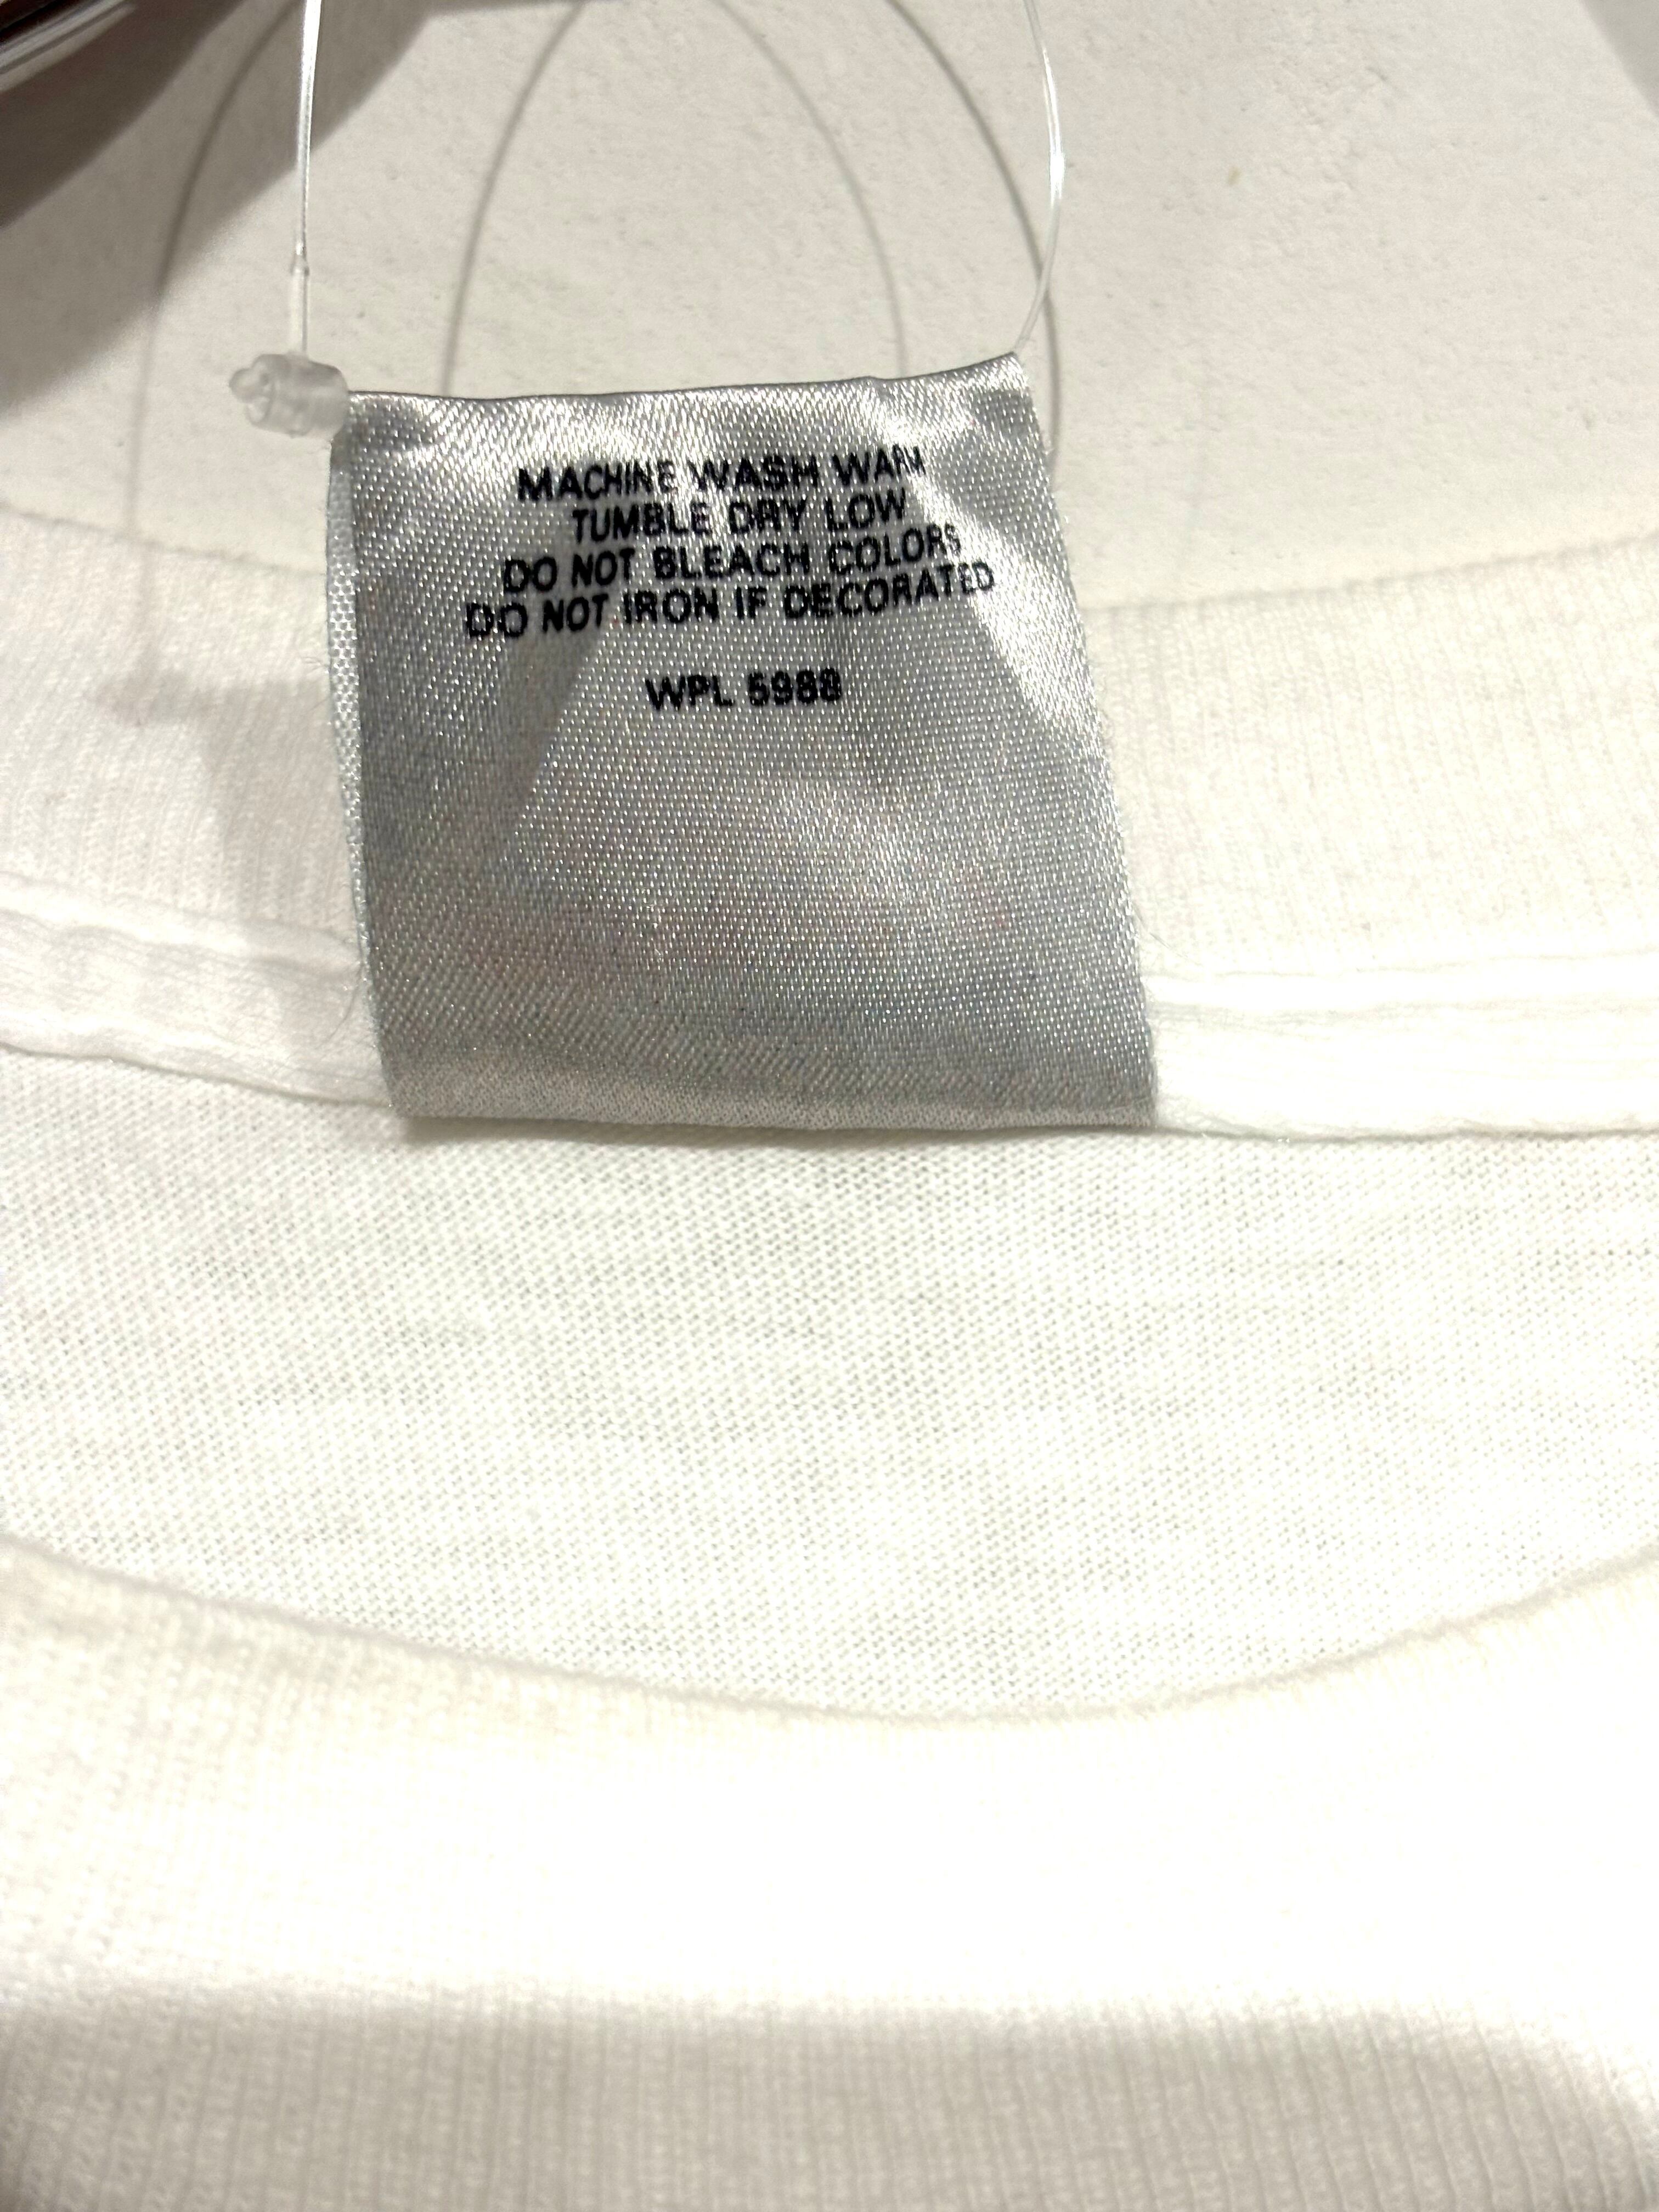 MACHINE WASH WARM
TUMBLE DRY LOW
DO NOT BLEACH COLORS
DO NOT IRON IF DECORATED
WPL 5988